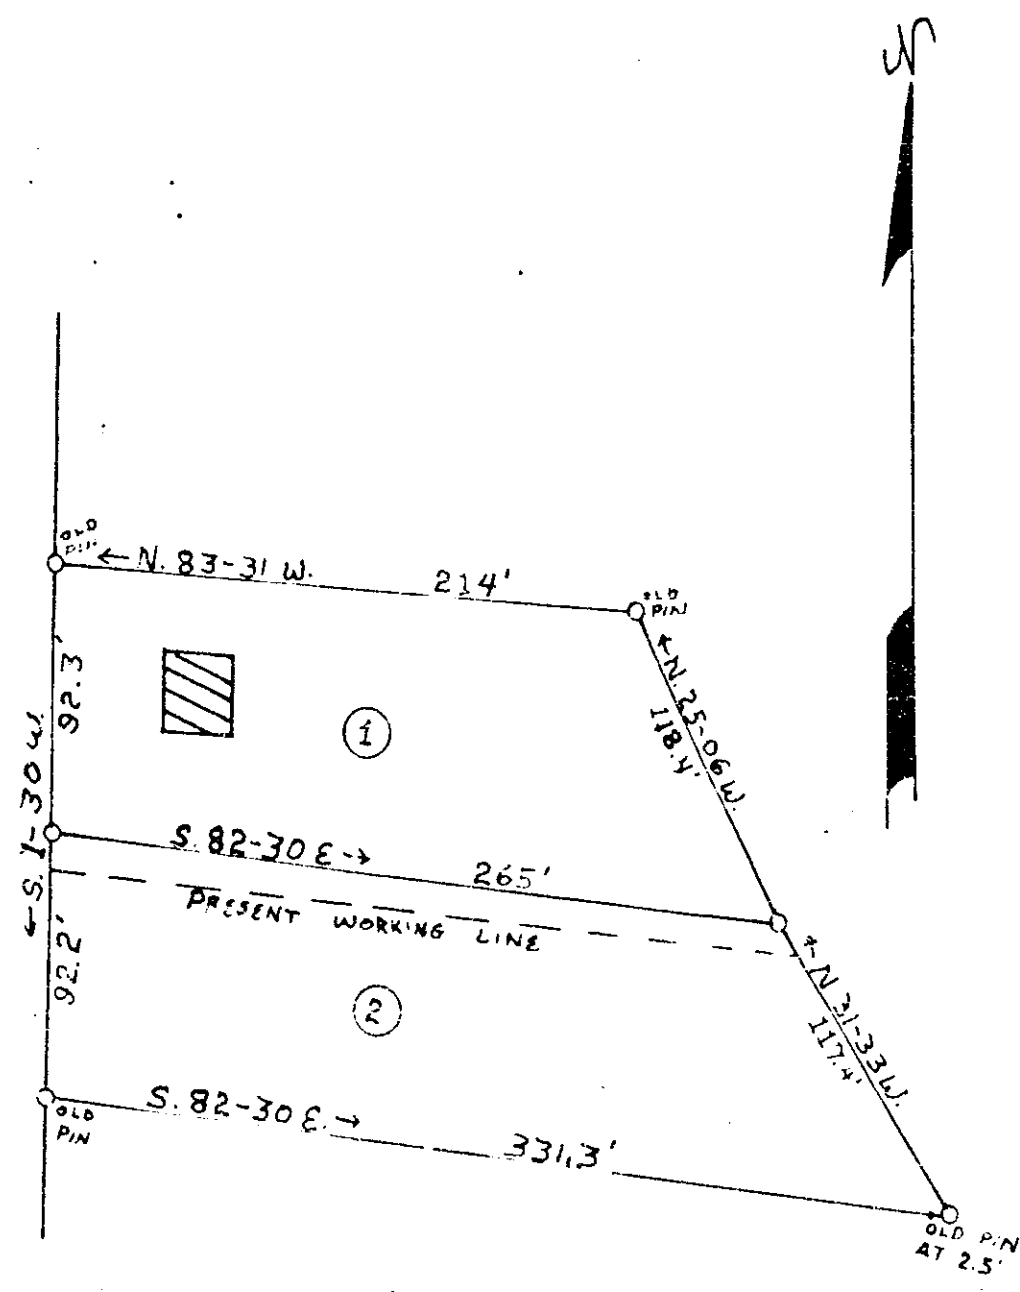 N
OLD
PIN
← N. 83-31 W. 214'
OLD
PIN
92.3'
← N. 25-06 W.
118.4'
1
← S. 1-30 W.
S. 82-30 E → 265'
PRESENT WORKING LINE
92.2'
← N 31-33 W.
117.4'
2
S. 82-30 E. → 331.3'
OLD
PIN
OLD PIN
AT 2.5'